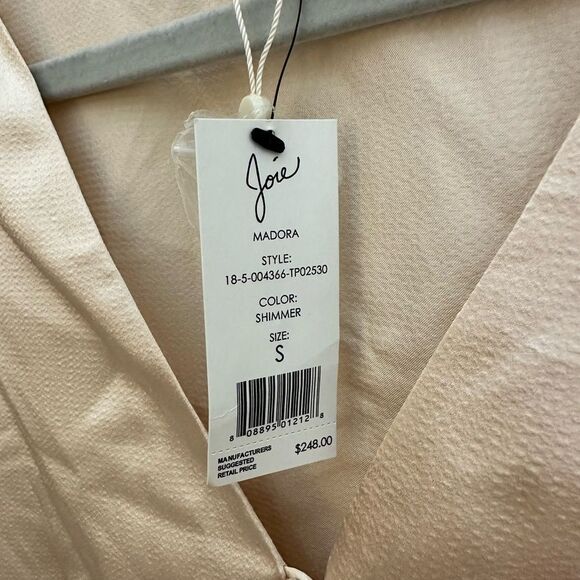 Joie
MADORA
STYLE:
18-5-004366-TP02530
COLOR:
SHIMMER
SIZE:
S
8 08895 01212 8
MANUFACTURERS
SUGGESTED
RETAIL PRICE
$248.00